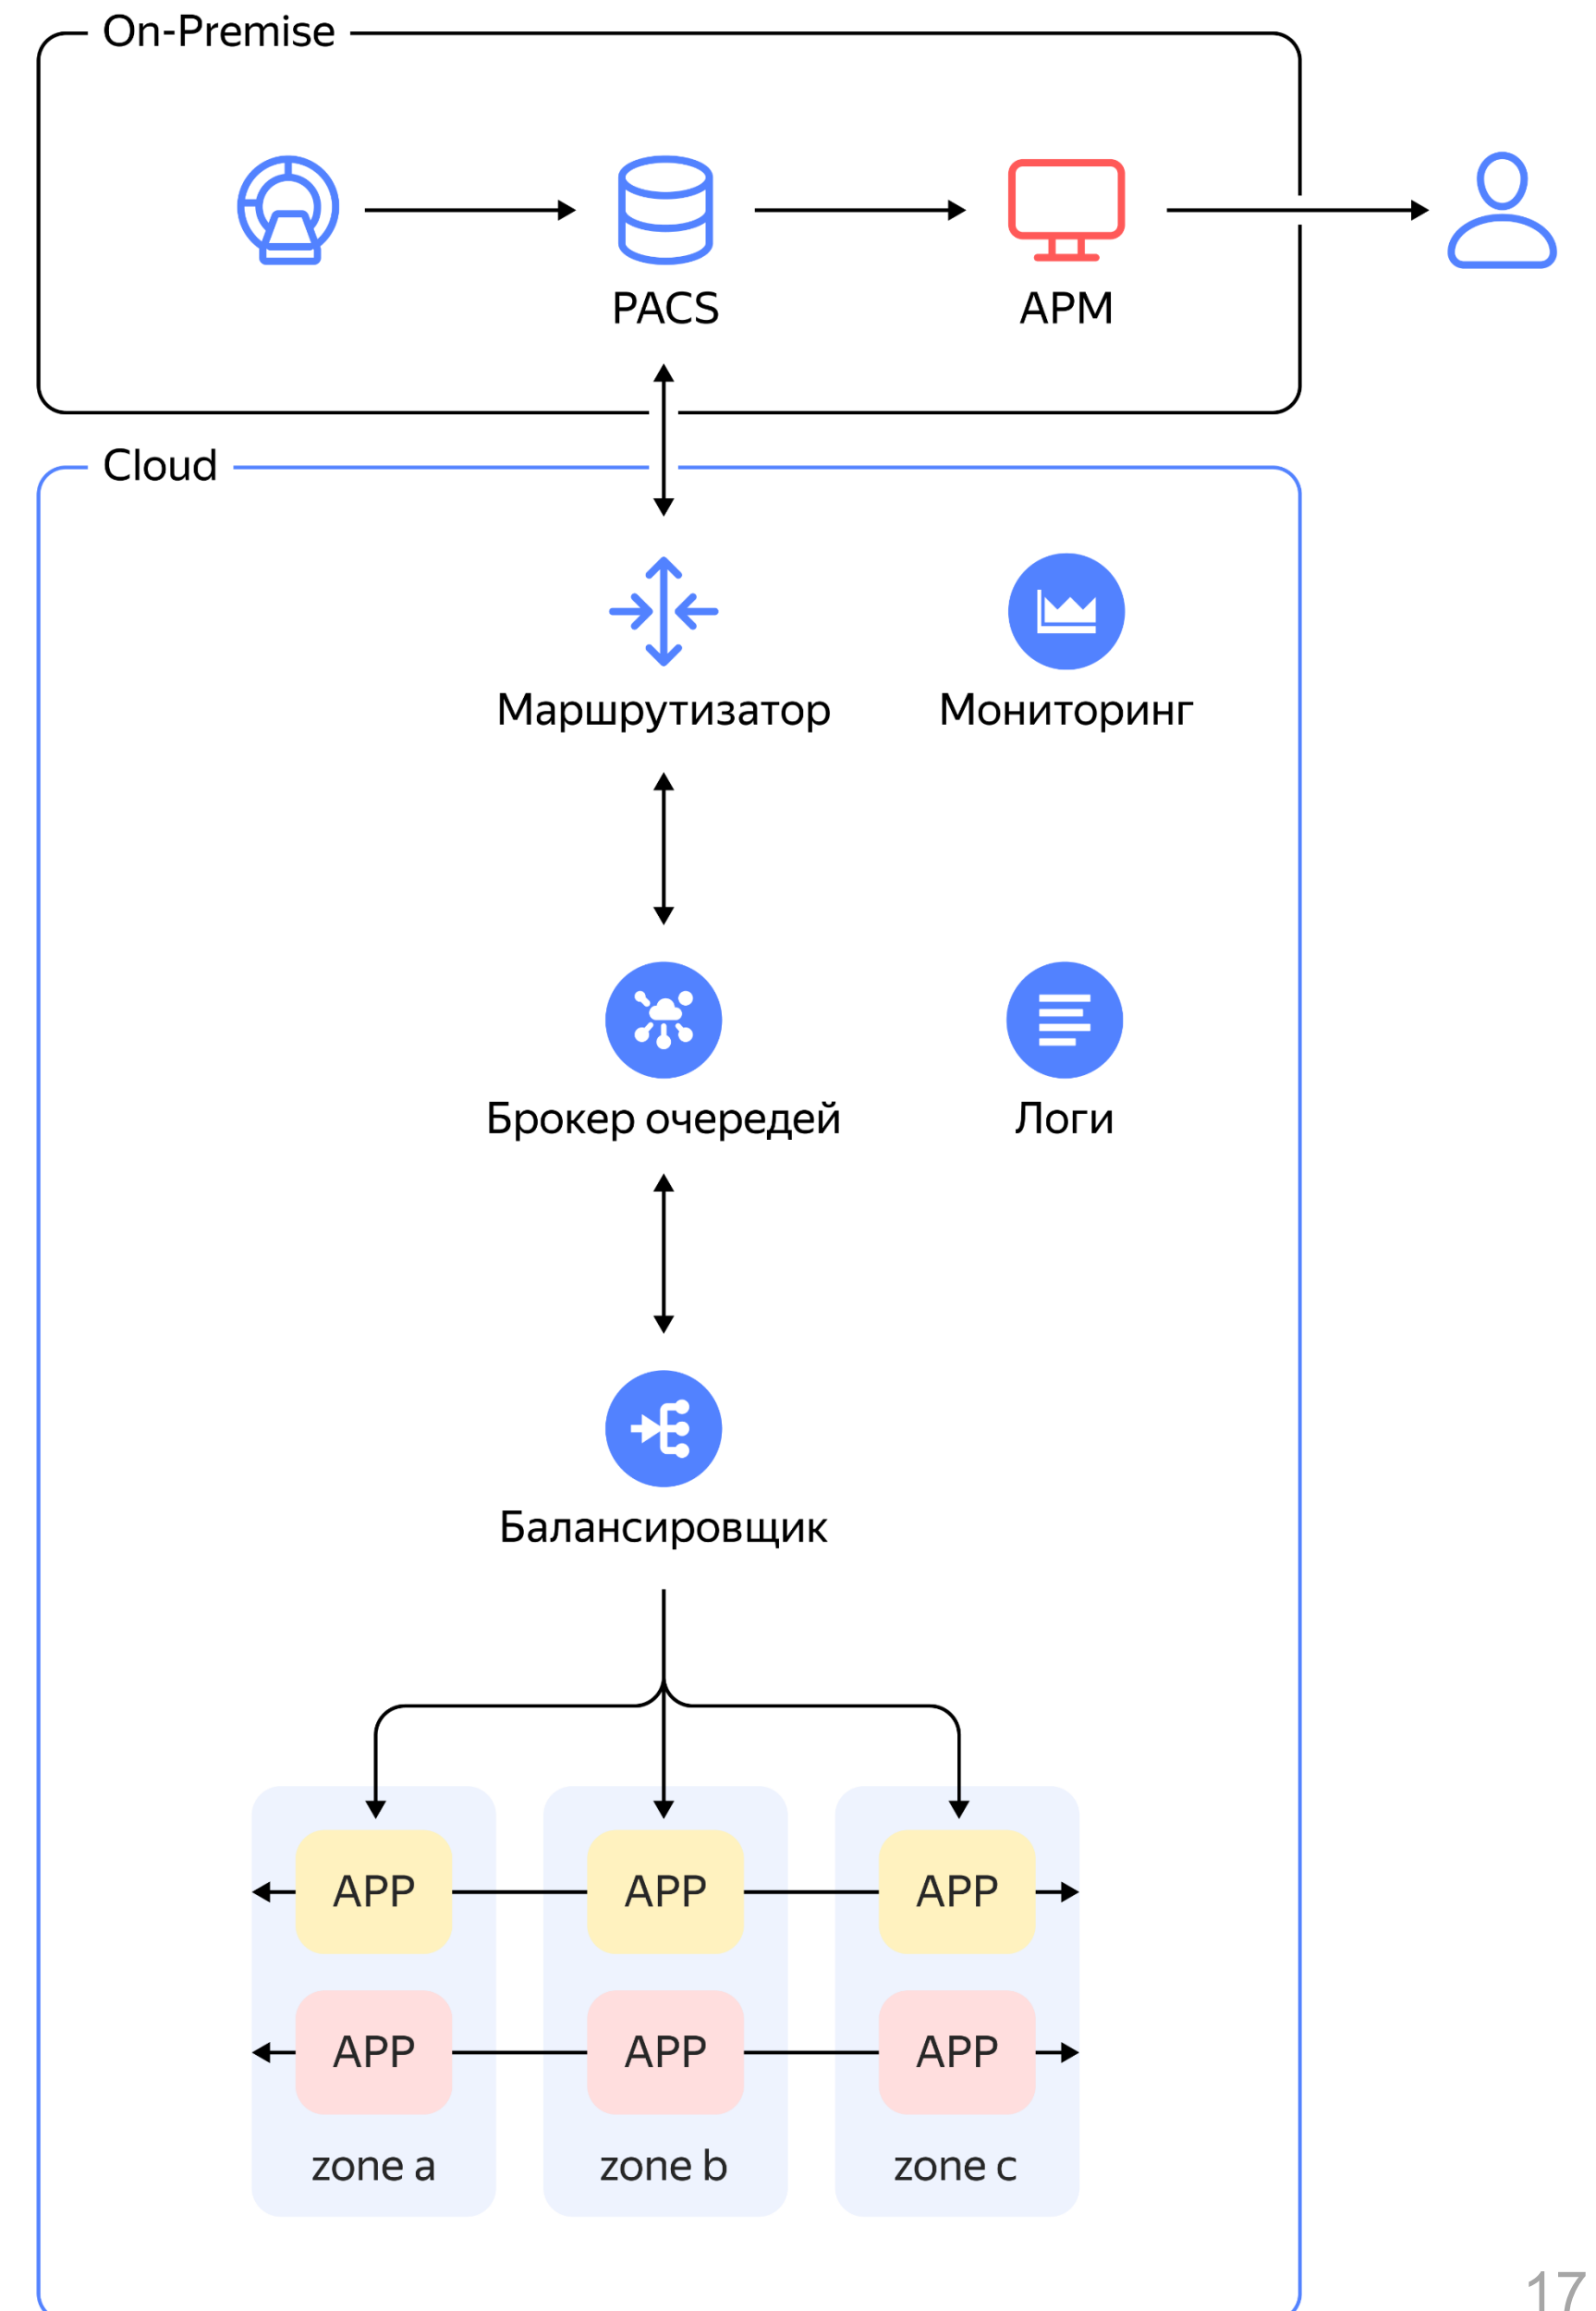 On-Premise
PACS
АРМ
Cloud
Маршрутизатор
Мониторинг
Брокер очередей
Логи
Балансировщик
APP
APP
APP
APP
APP
APP
zone a
zone b
zone c
17